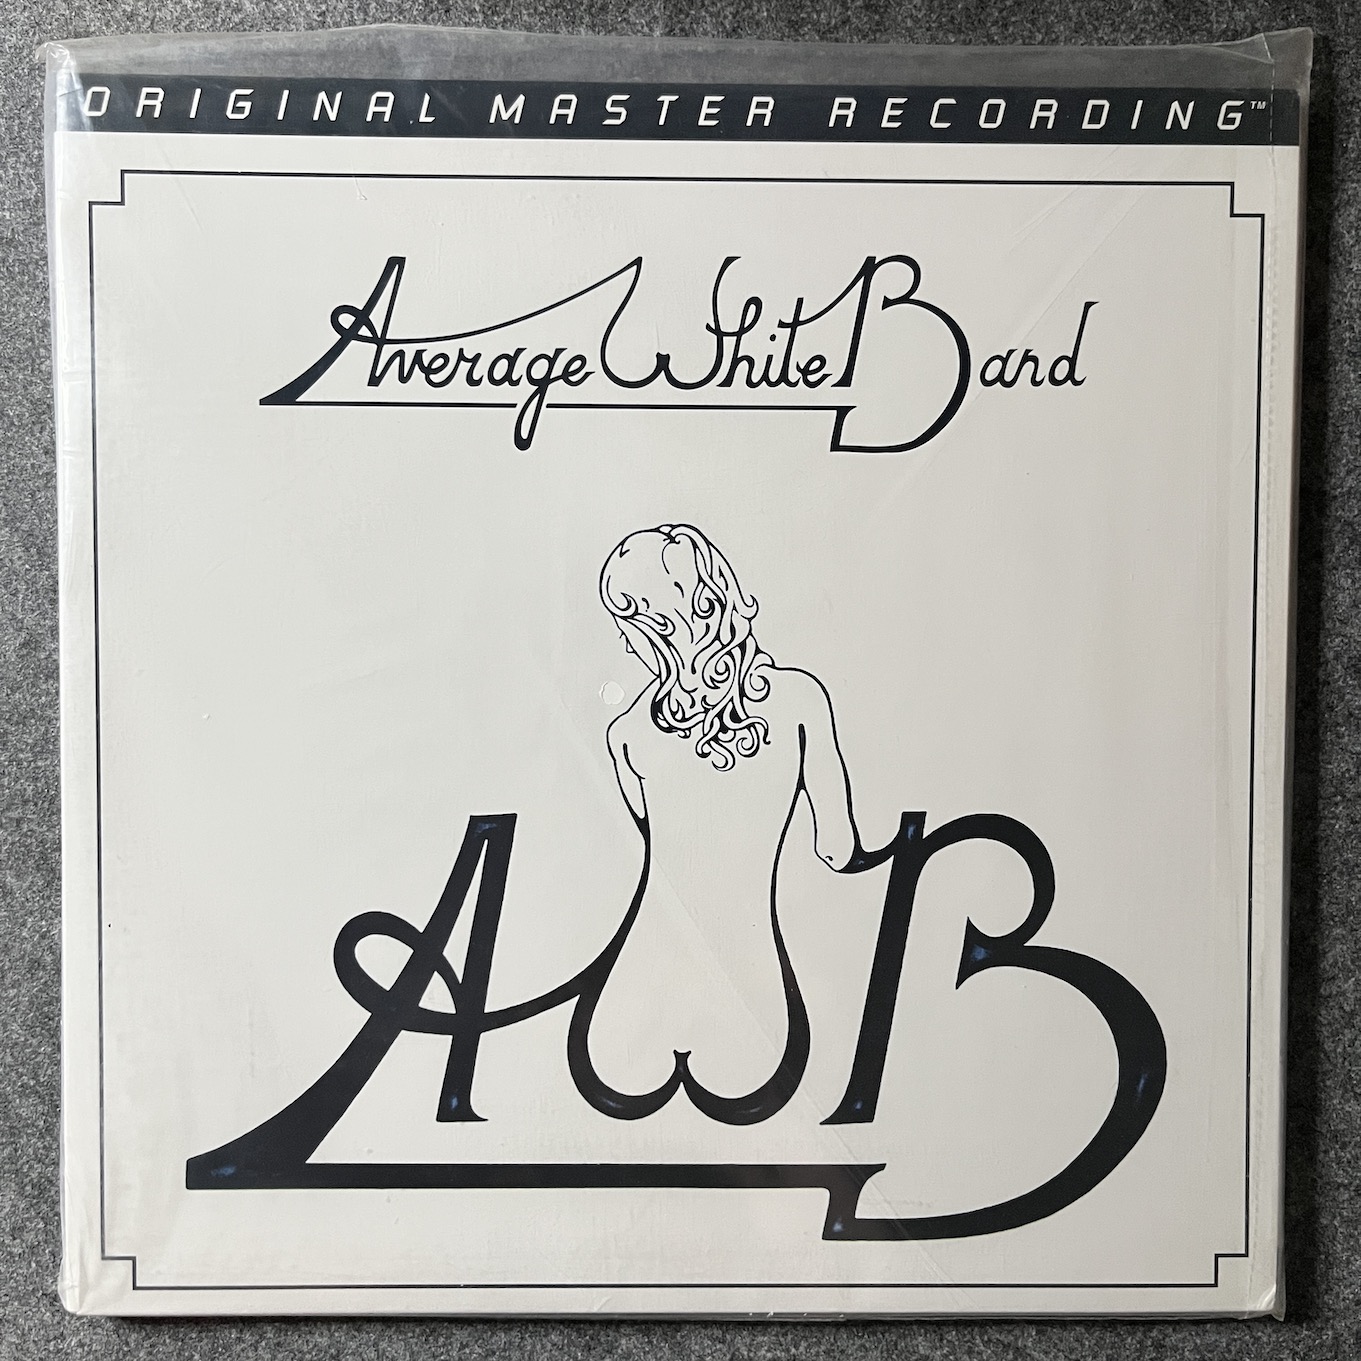 ORIGINAL MASTER RECORDING™
Average White Band
AWB